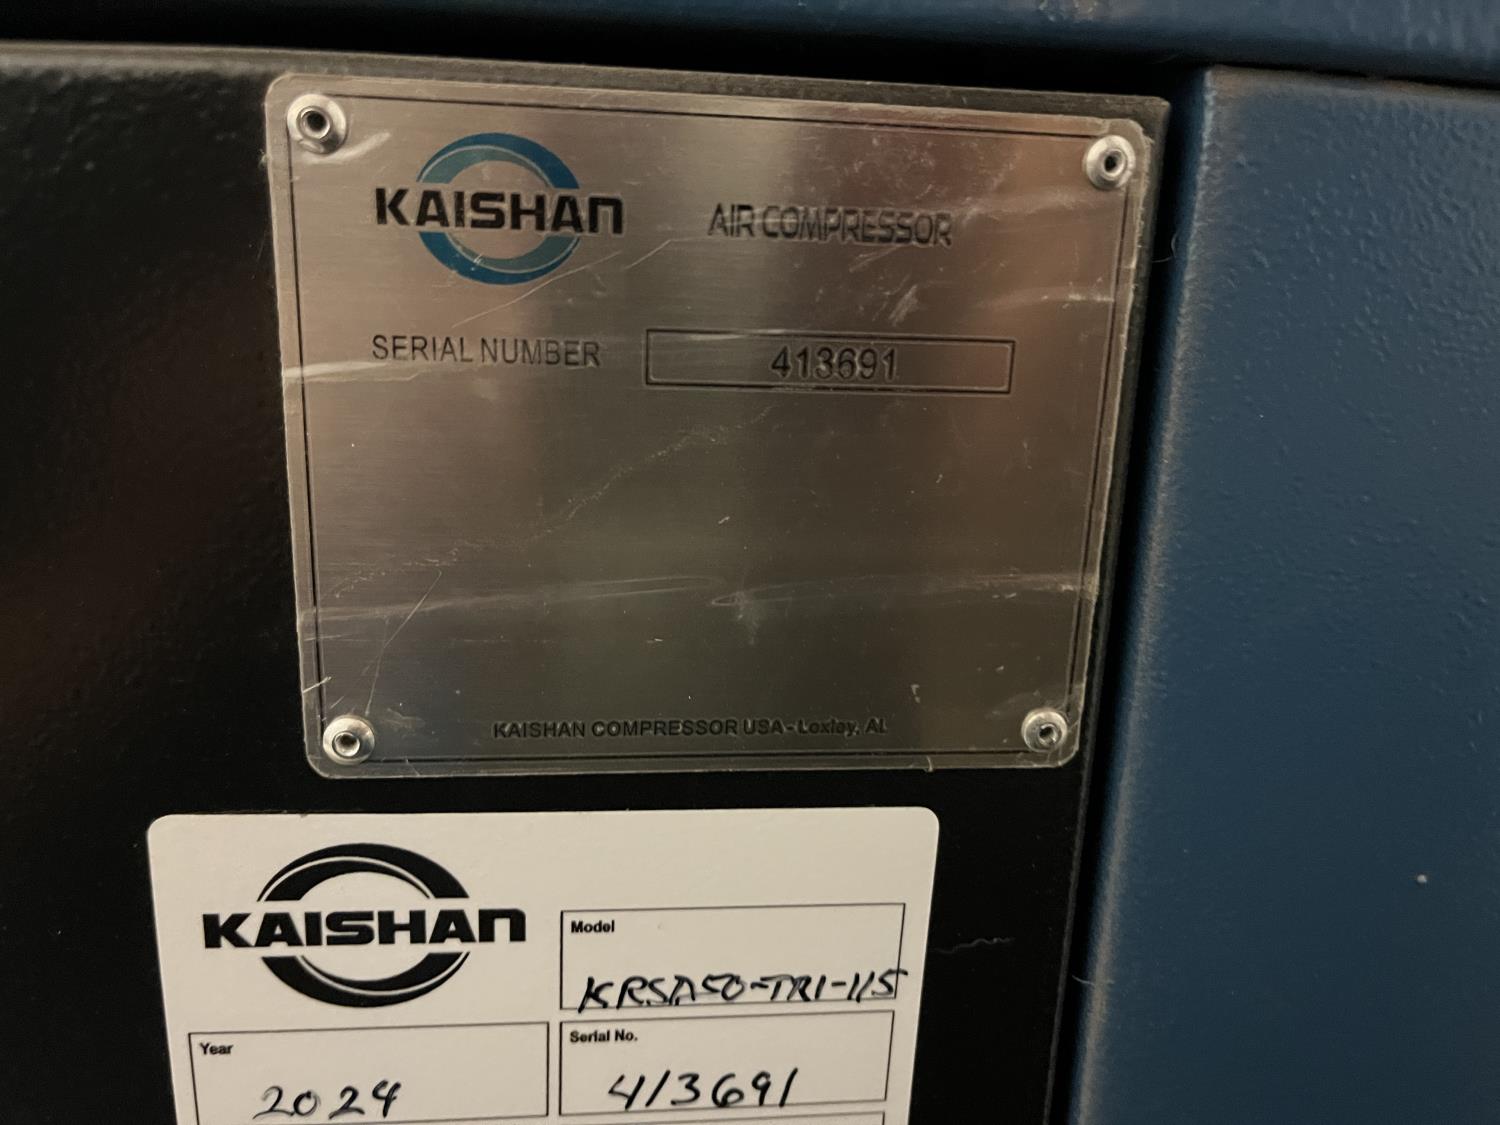 KAISHAN AIR COMPRESSOR
SERIAL NUMBER 413691
KAISHAN COMPRESSOR USA - Loxley, AL
KAISHAN
Model
KRSD50-TRI-115
Year
2024
Serial No.
413691